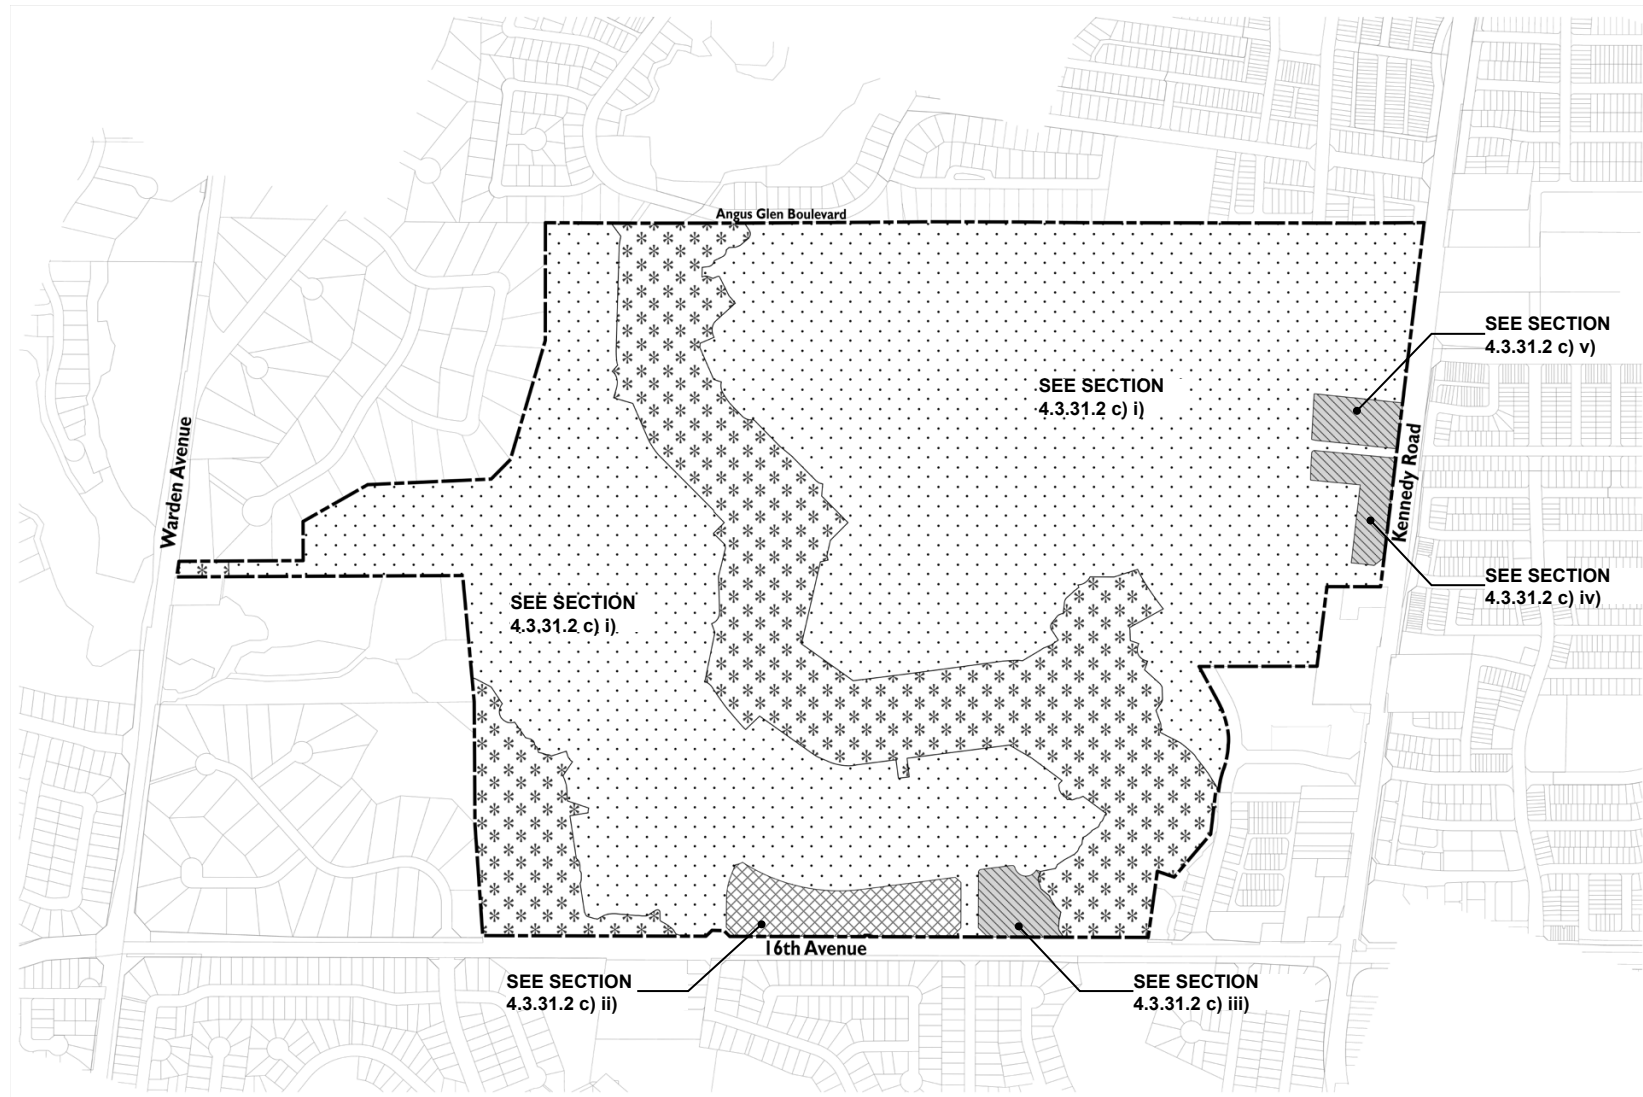 Angus Glen Boulevard
SEE SECTION
4.3.31.2 c) v)
SEE SECTION
4.3.31.2 c) i)
Warden Avenue
Kennedy Road
SEE SECTION
4.3.31.2 c) iv)
SEE SECTION
4.3.31.2 c) i)
16th Avenue
SEE SECTION
4.3.31.2 c) ii)
SEE SECTION
4.3.31.2 c) iii)